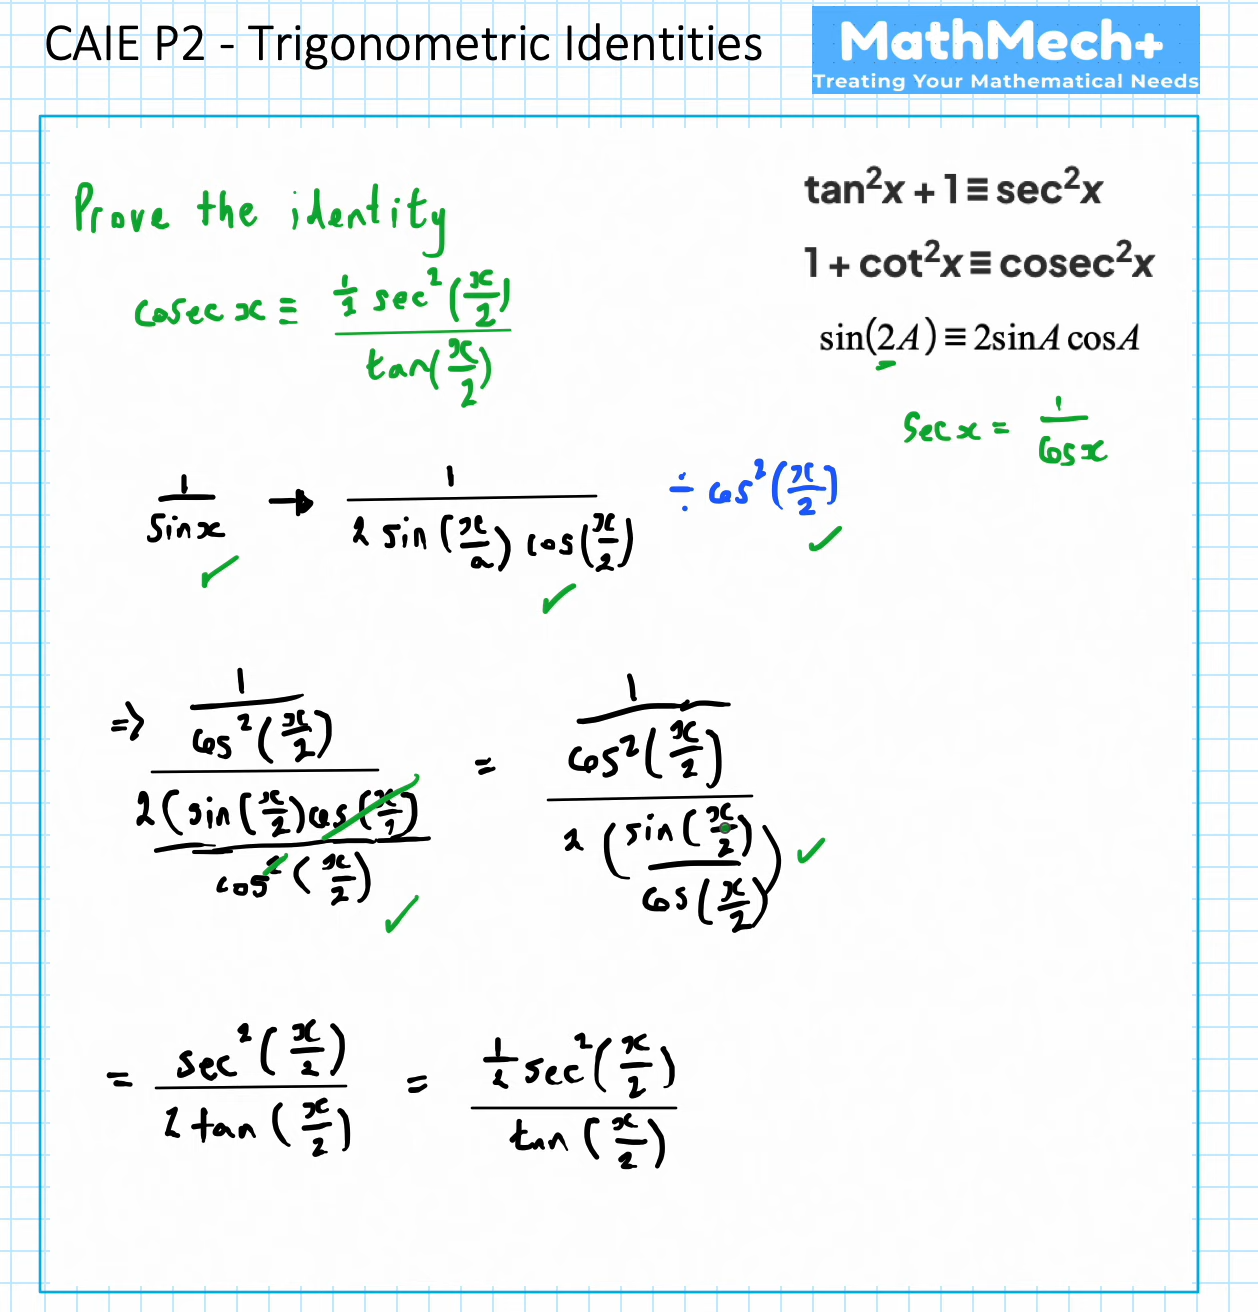 CAIE P2 - Trigonometric Identities
MathMech+
Treating Your Mathematical Needs
Prove the identity
cosec x ≡ (1/2 sec²(x/2)) / (tan(x/2))
tan²x + 1 ≡ sec²x
1 + cot²x ≡ cosec²x
sin(2A) ≡ 2sinA cosA
Sec x = 1 / Cos x
1 / Sin x → 1 / (2 sin(x/2) cos(x/2)) ÷ cos²(x/2)
⇒ (1 / cos²(x/2)) / (2(sin(x/2)cos(x/2)) / cos²(x/2)) = (1 / cos²(x/2)) / (2(sin(x/2) / cos(x/2)))
= sec²(x/2) / (2 tan(x/2)) = (1/2 sec²(x/2)) / (tan(x/2))